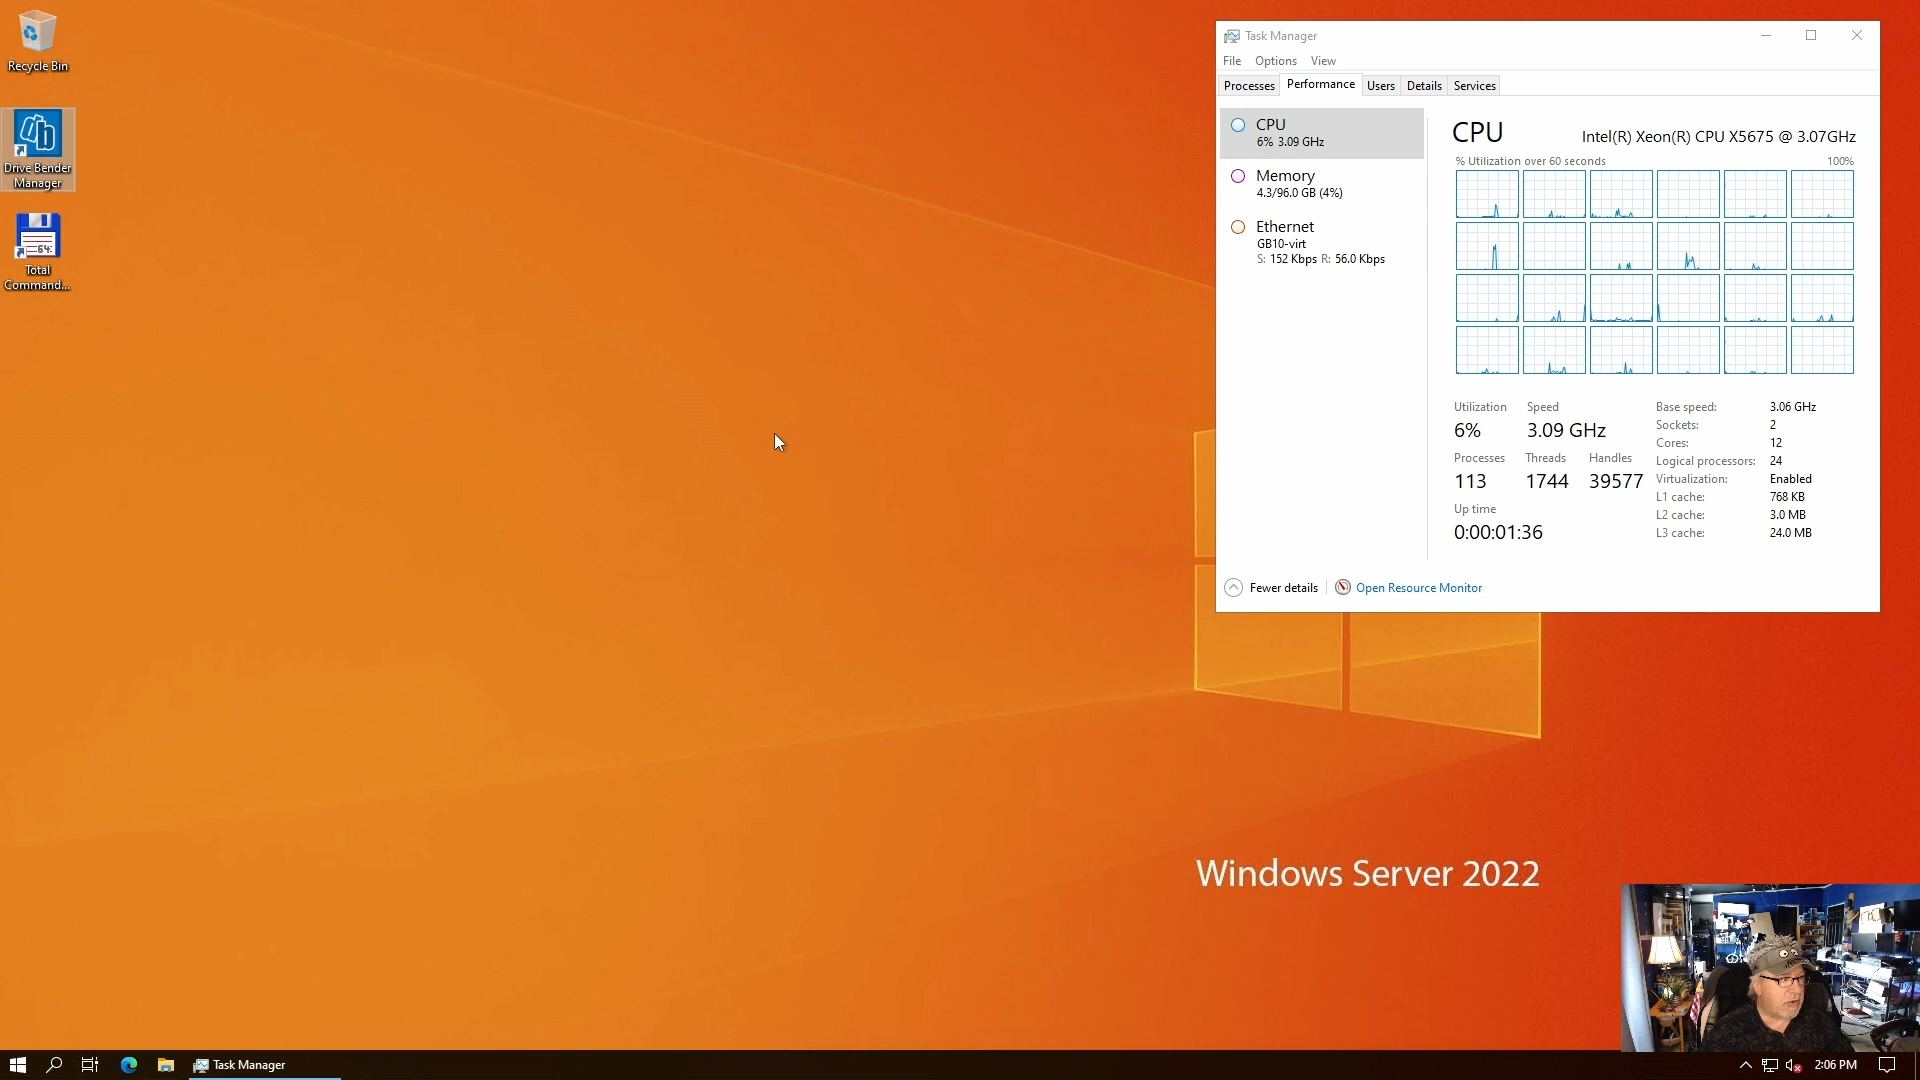 Recycle Bin
Drive Bender
Manager
64
Total
Command...
Task Manager
File Options View
Processes Performance Users Details Services
CPU
6% 3.09 GHz
Memory
4.3/96.0 GB (4%)
Ethernet
GB10-virt
S: 152 Kbps R: 56.0 Kbps
CPU Intel(R) Xeon(R) CPU X5675 @ 3.07GHz
% Utilization over 60 seconds 100%
Utilization Speed
6% 3.09 GHz
Processes Threads Handles
113 1744 39577
Up time
0:00:01:36
Base speed: 3.06 GHz
Sockets: 2
Cores: 12
Logical processors: 24
Virtualization: Enabled
L1 cache: 768 KB
L2 cache: 3.0 MB
L3 cache: 24.0 MB
Fewer details Open Resource Monitor
Windows Server 2022
Task Manager
2:06 PM